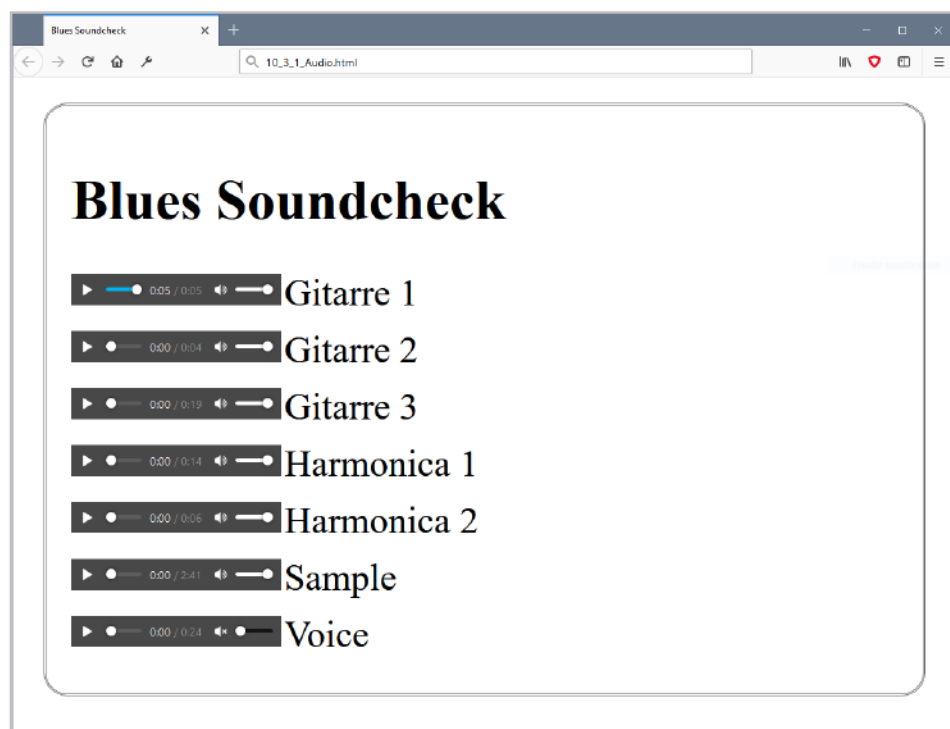 Blues Soundcheck
10_3_1_Audio.html
Blues Soundcheck
0:05 / 0:05 Gitarre 1
0:00 / 0:04 Gitarre 2
0:00 / 0:19 Gitarre 3
0:00 / 0:14 Harmonica 1
0:00 / 0:06 Harmonica 2
0:00 / 2:41 Sample
0:00 / 0:24 Voice